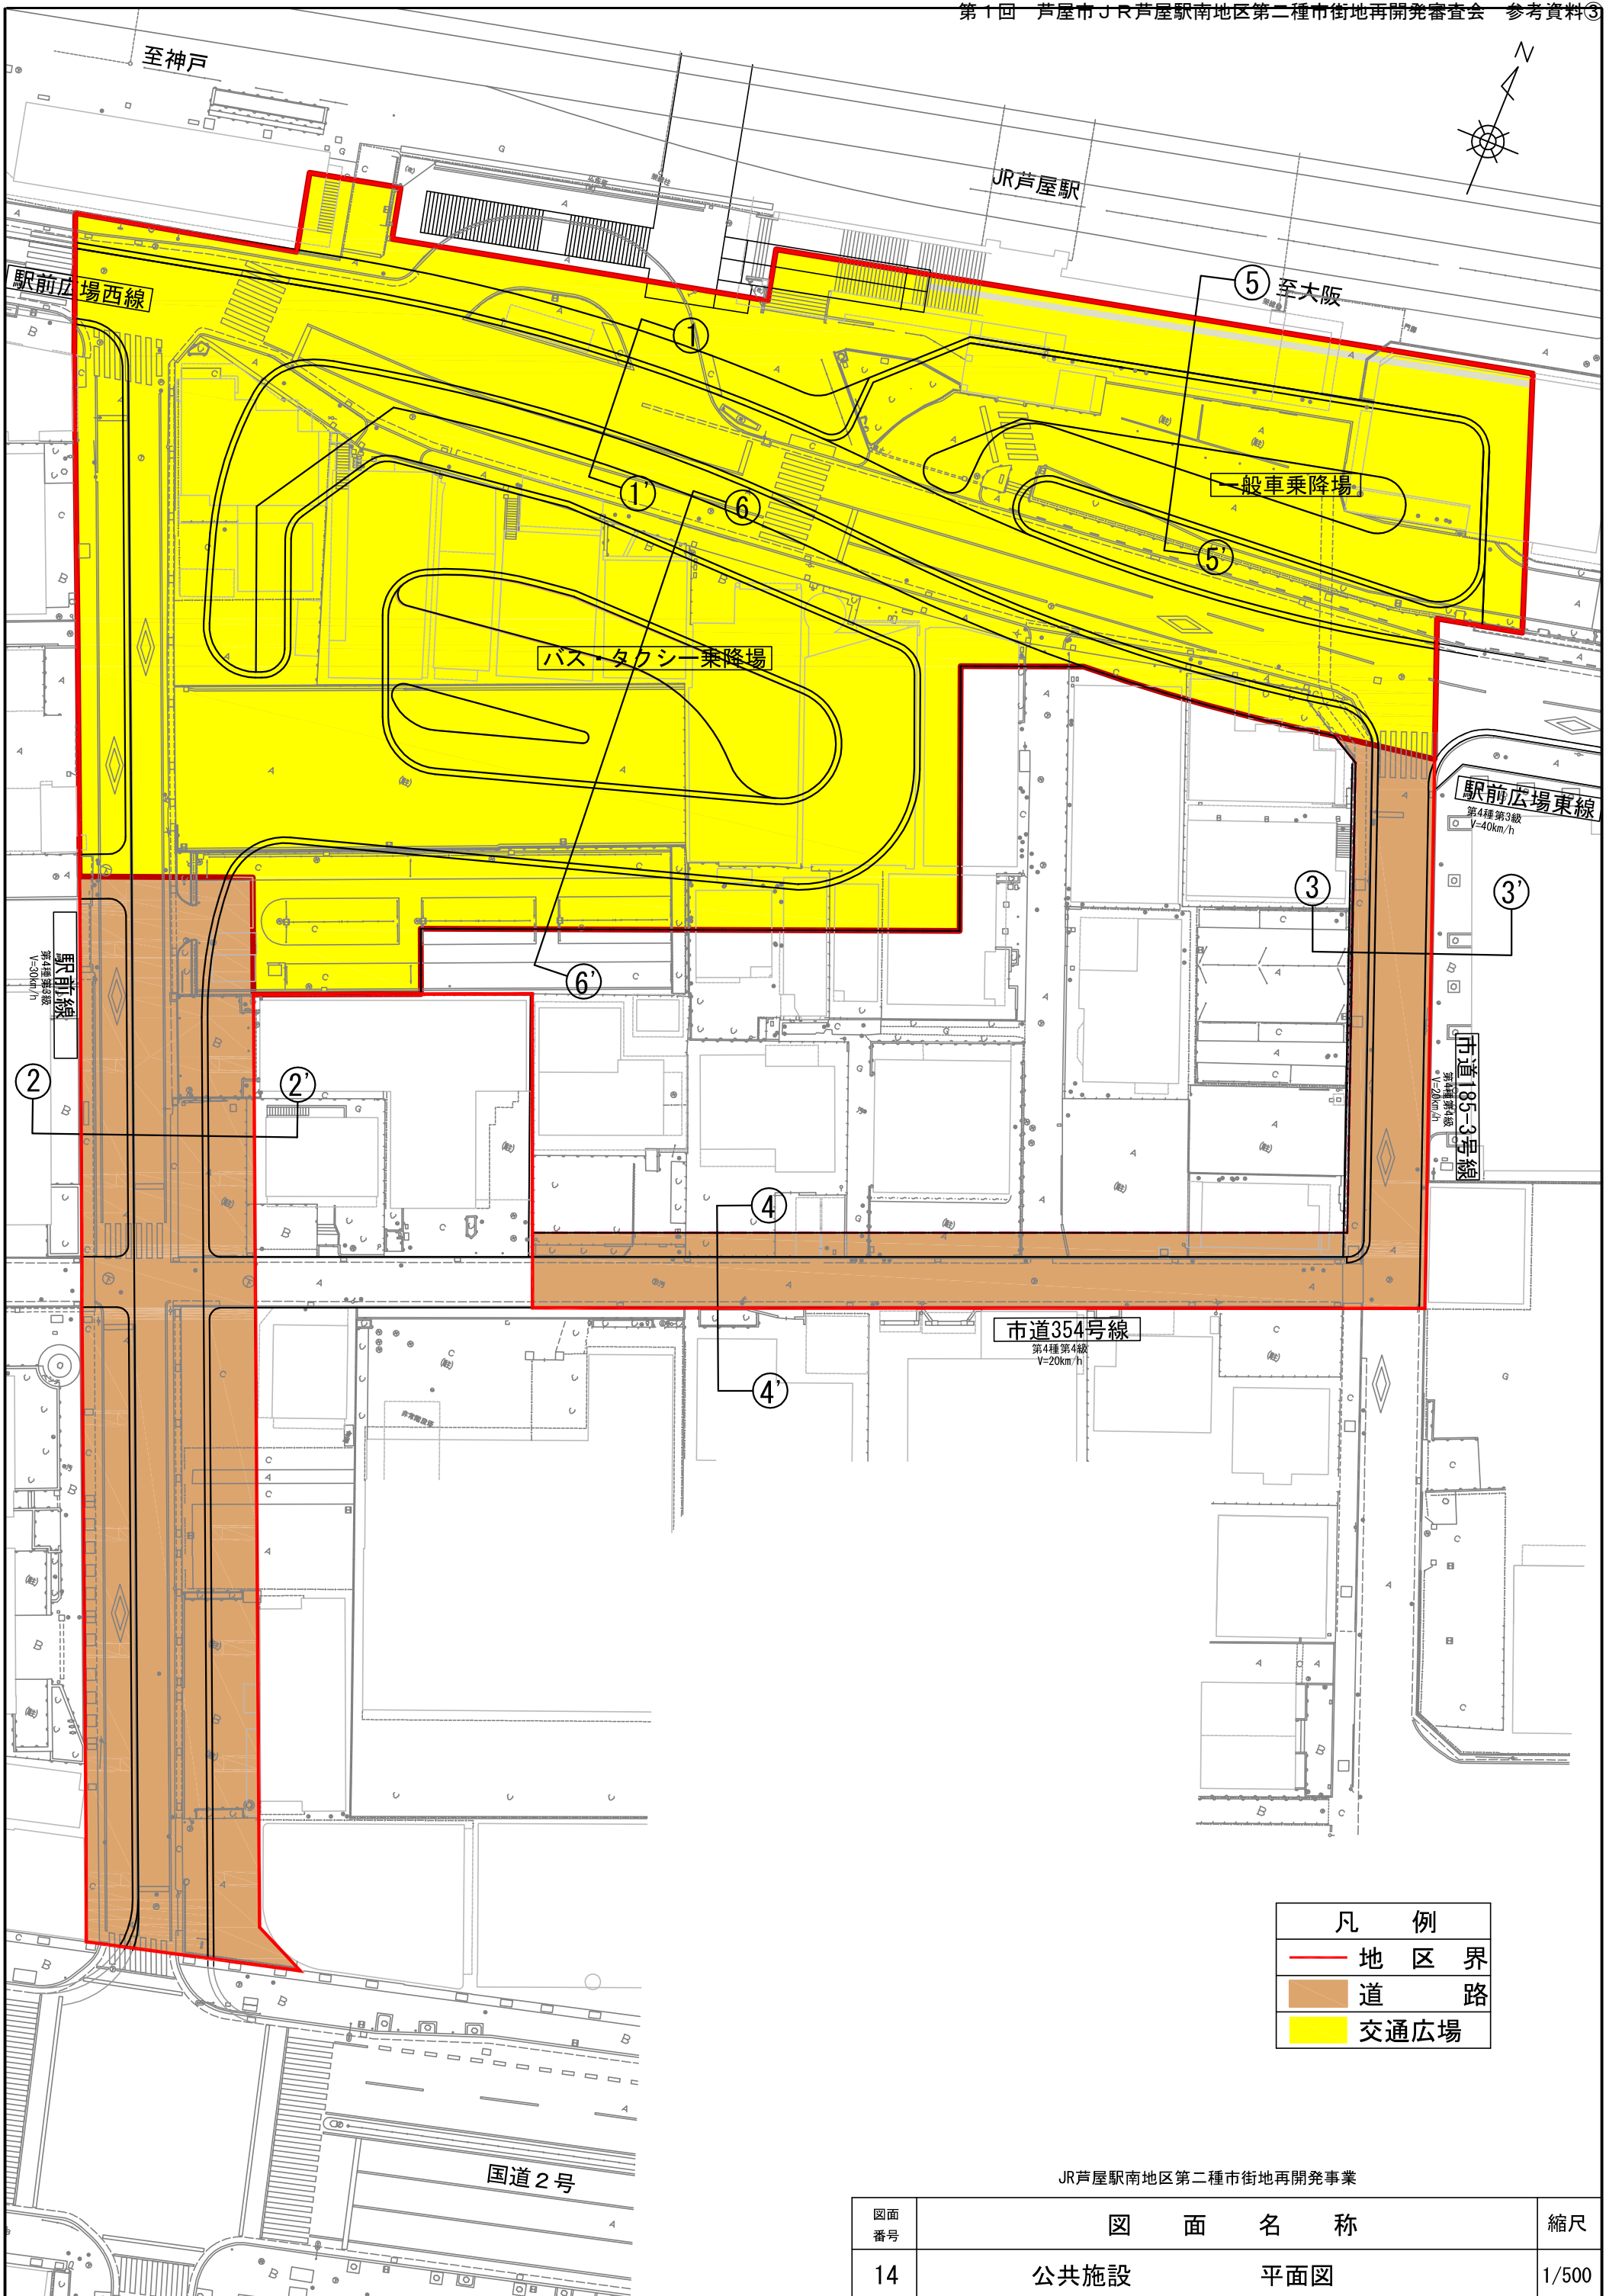 第１回　芦屋市ＪＲ芦屋駅南地区第二種市街地再開発審査会　参考資料③
至神戸
N
JR芦屋駅
⑤ 至大阪
駅前広場西線
①
一般車乗降場
①'
⑥
⑤'
バス・タクシー乗降場
駅前広場東線
第4種第3級
V=40km/h
③
③'
駅前線
第4種第3級
V=30km/h
⑥'
②
②'
市道185-3号線
第4種第4級
V=20km/h
④
市道354号線
第4種第4級
V=20km/h
④'
凡　例
地　区　界
道　　路
交通広場
国道２号
JR芦屋駅南地区第二種市街地再開発事業
図面番号　図　面　名　称　縮尺
14　公共施設　平面図　1/500